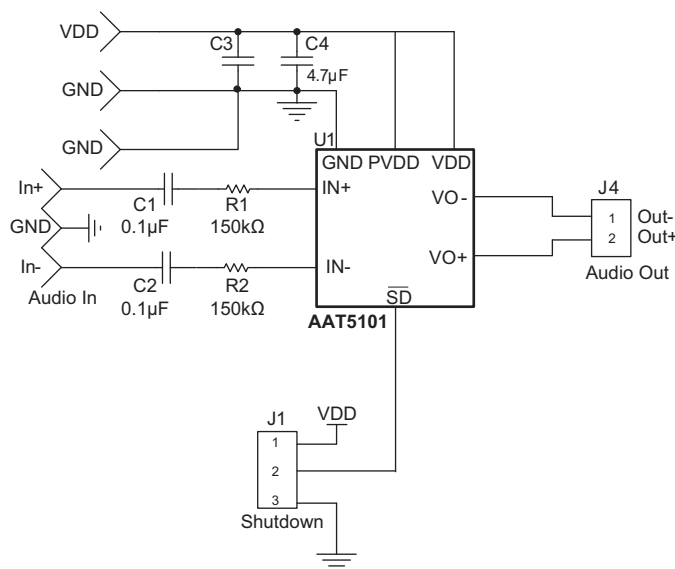 VDD
C3
C4
4.7µF
GND
GND
U1
GND PVDD VDD
In+
C1
0.1µF
R1
150kΩ
IN+
VO-
J4
1 Out-
2 Out+
Audio Out
GND
In-
Audio In
C2
0.1µF
R2
150kΩ
IN-
VO+
SD
AAT5101
J1
VDD
1
2
3
Shutdown